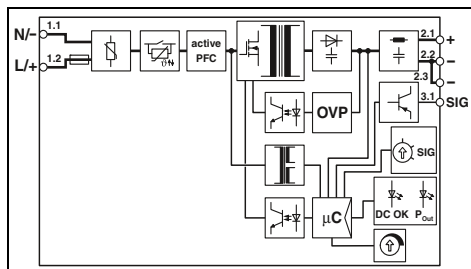 N/-
1.1
L/+
1.2
active
PFC
2.1
+
2.2
−
2.3
−
3.1
SIG
OVP
SIG
µC
DC OK
POut